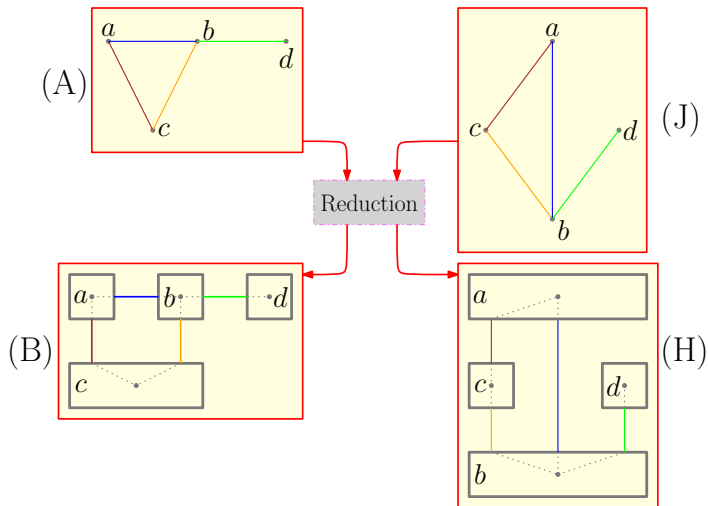 a b d c
(A)
a c d b
(J)
Reduction
a b d c
(B)
a c d b
(H)